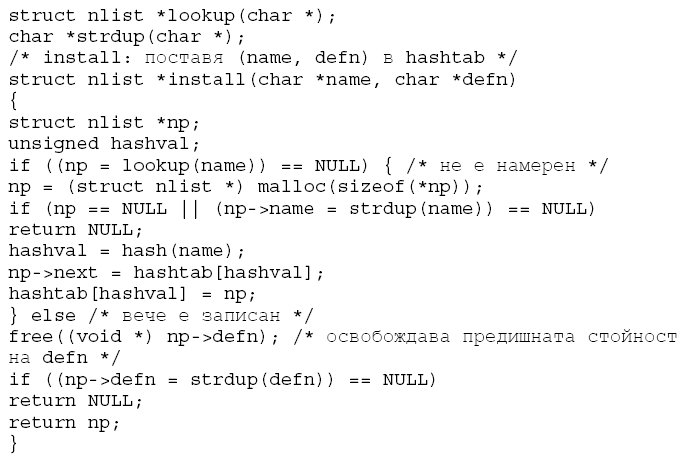 struct nlist *lookup(char *);
char *strdup(char *);
/* install: поставя (name, defn) в hashtab */
struct nlist *install(char *name, char *defn)
{
struct nlist *np;
unsigned hashval;
if ((np = lookup(name)) == NULL) { /* не е намерен */
np = (struct nlist *) malloc(sizeof(*np));
if (np == NULL || (np->name = strdup(name)) == NULL)
return NULL;
hashval = hash(name);
np->next = hashtab[hashval];
hashtab[hashval] = np;
} else /* вече е записан */
free((void *) np->defn); /* освобождава предишната стойност
на defn */
if ((np->defn = strdup(defn)) == NULL)
return NULL;
return np;
}